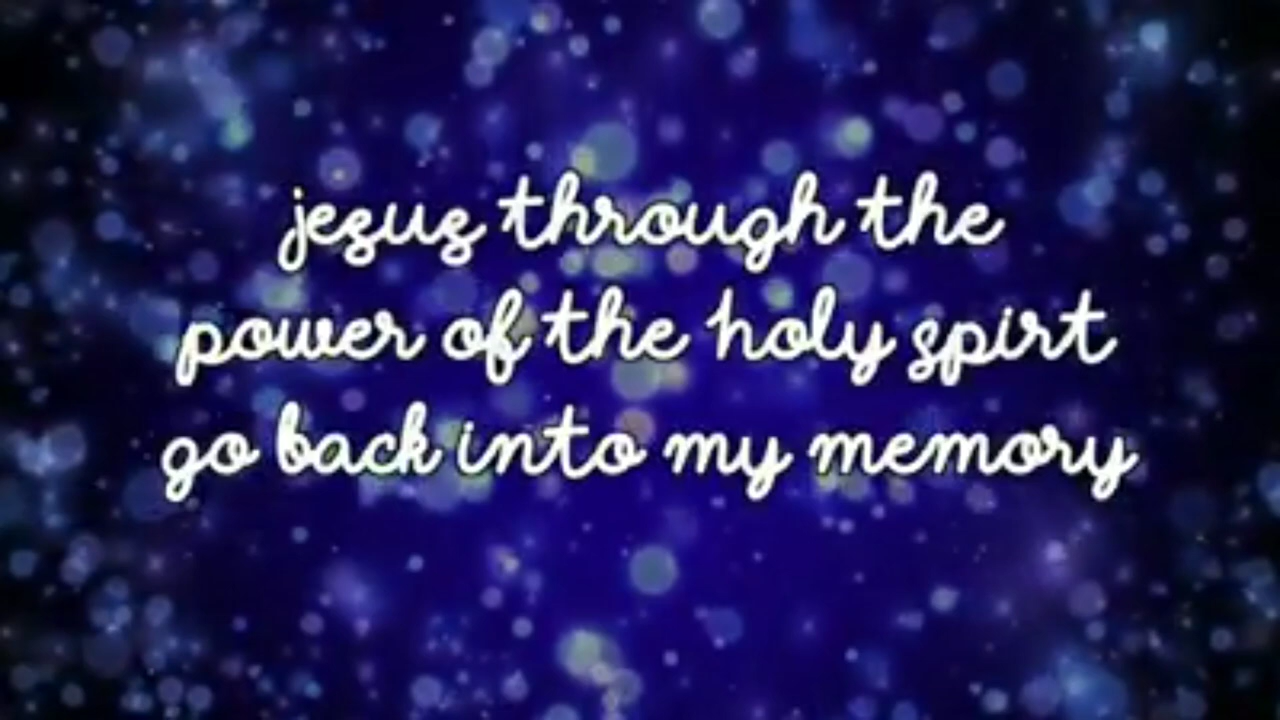 jesus through the
power of the holy spirt
go back into my memory